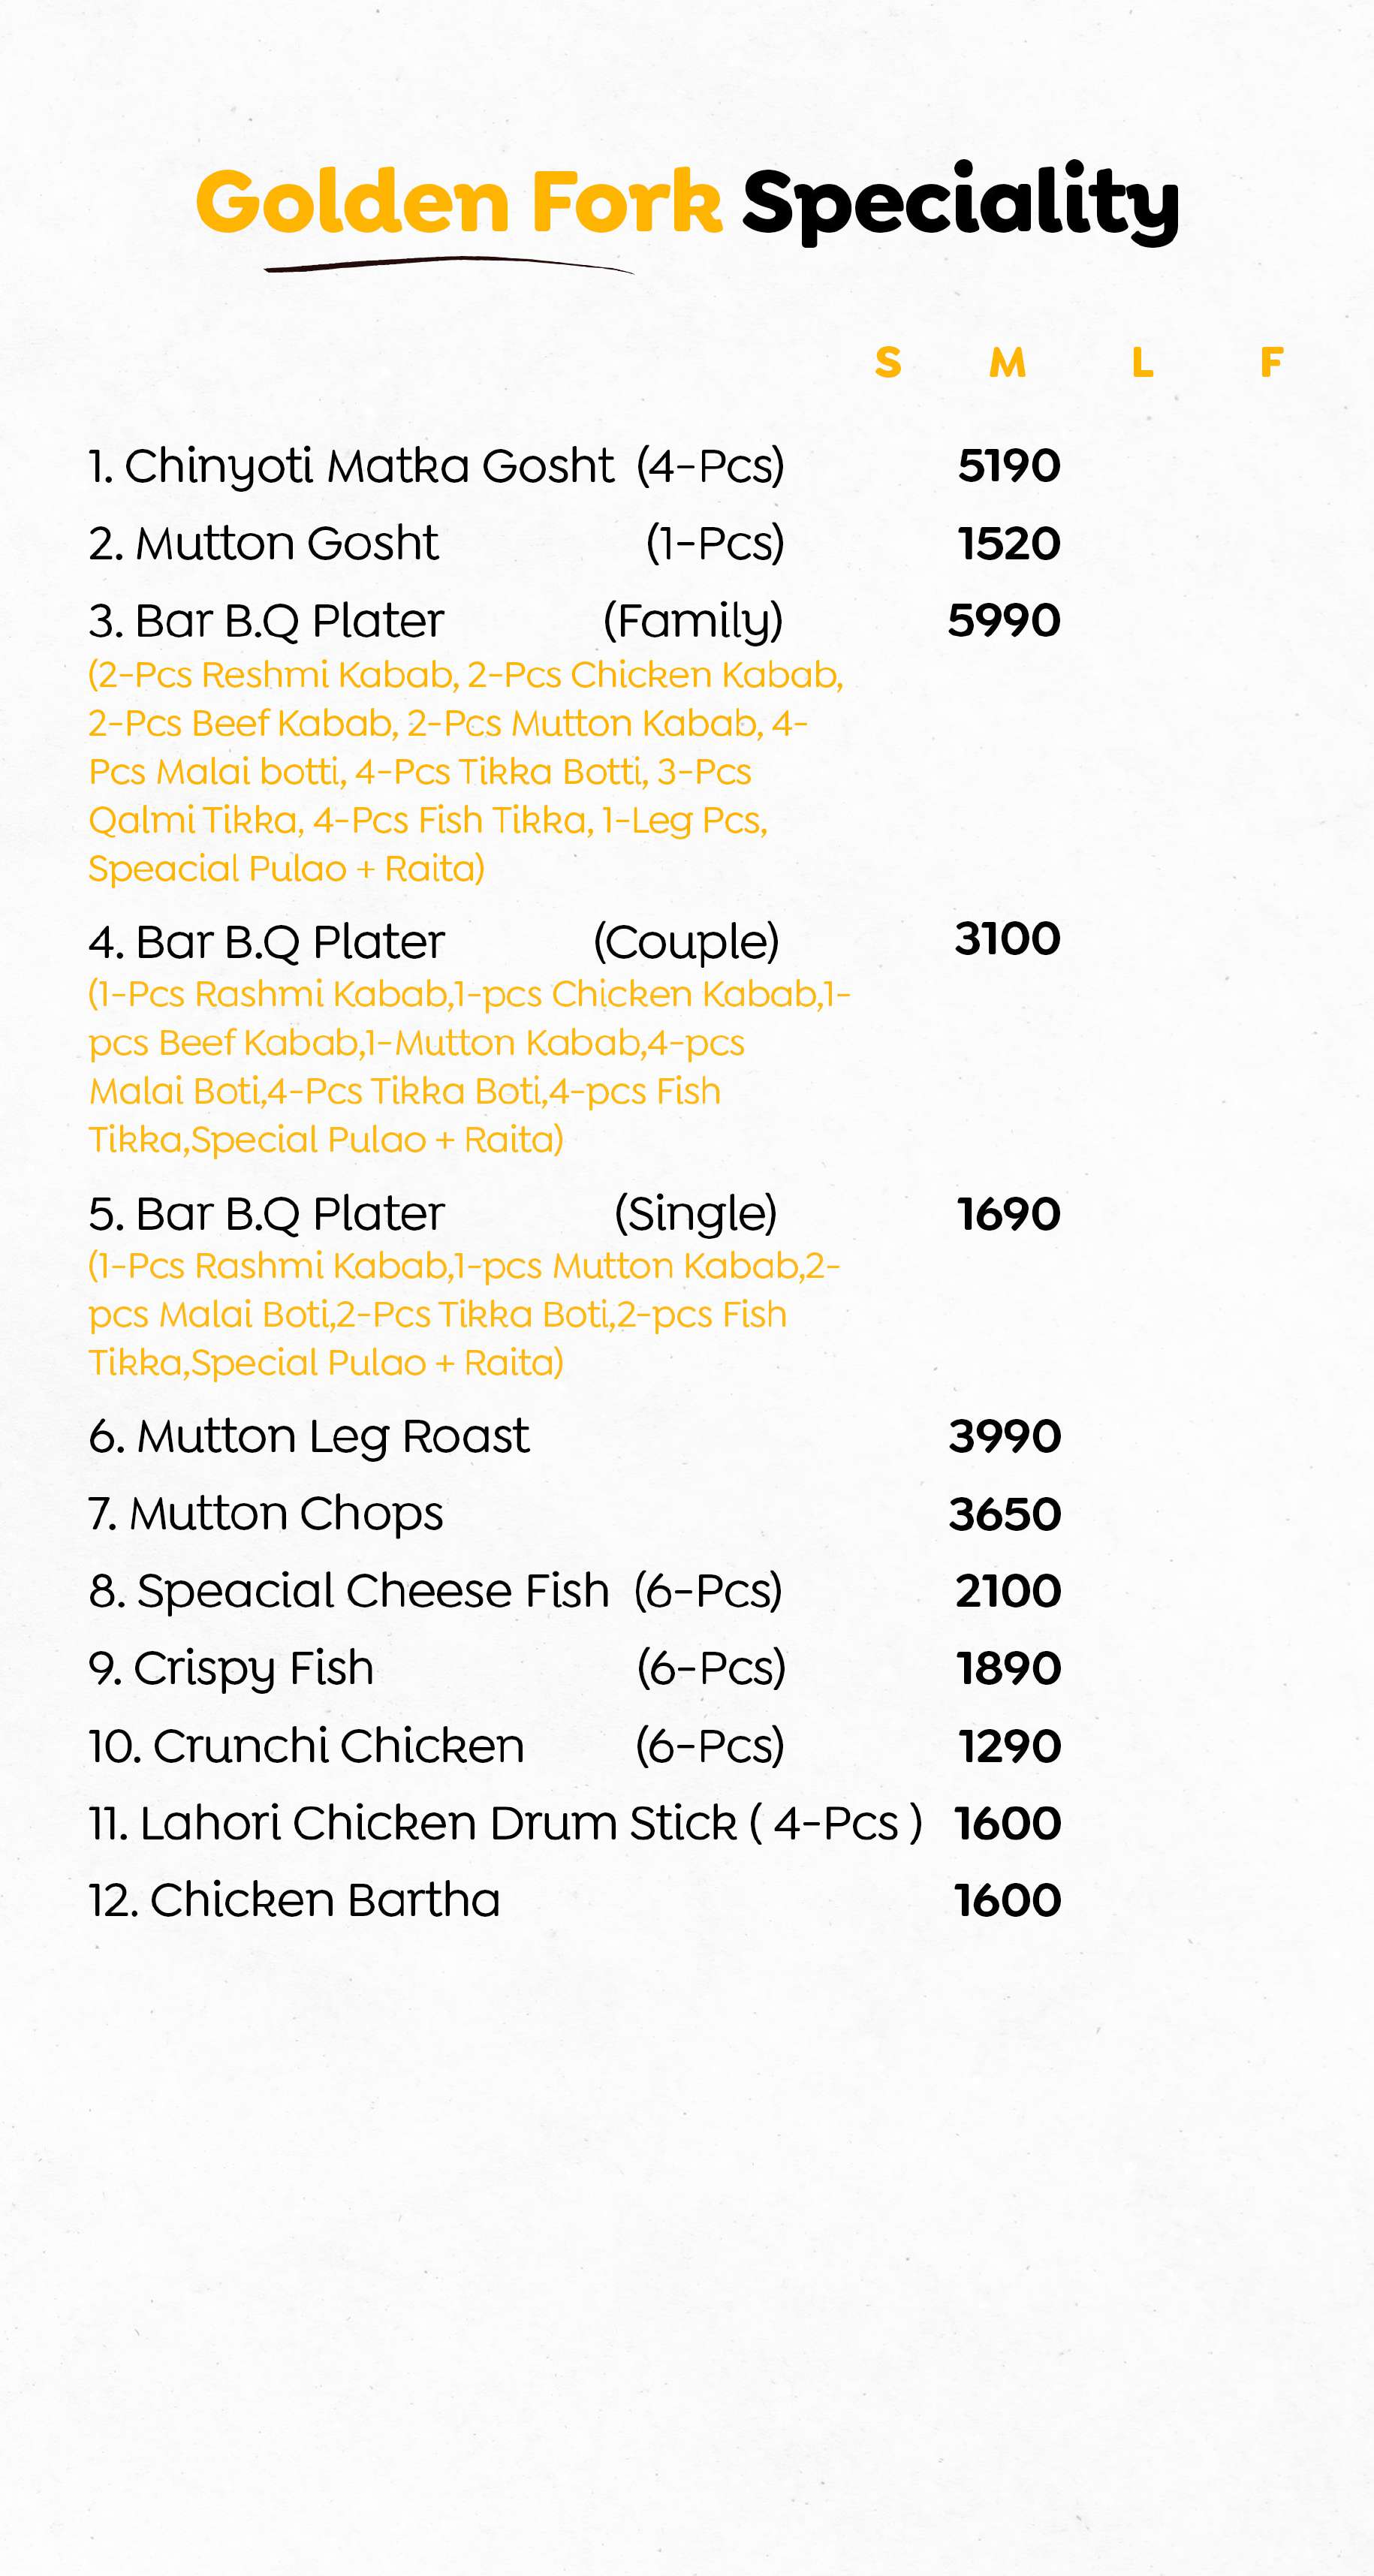 Golden Fork Speciality
S M L F
1. Chinyoti Matka Gosht (4-Pcs) 5190
2. Mutton Gosht (1-Pcs) 1520
3. Bar B.Q Plater (Family) 5990
(2-Pcs Reshmi Kabab, 2-Pcs Chicken Kabab,
2-Pcs Beef Kabab, 2-Pcs Mutton Kabab, 4-
Pcs Malai botti, 4-Pcs Tikka Botti, 3-Pcs
Qalmi Tikka, 4-Pcs Fish Tikka, 1-Leg Pcs,
Speacial Pulao + Raita)
4. Bar B.Q Plater (Couple) 3100
(1-Pcs Rashmi Kabab,1-pcs Chicken Kabab,1-
pcs Beef Kabab,1-Mutton Kabab,4-pcs
Malai Boti,4-Pcs Tikka Boti,4-pcs Fish
Tikka,Special Pulao + Raita)
5. Bar B.Q Plater (Single) 1690
(1-Pcs Rashmi Kabab,1-pcs Mutton Kabab,2-
pcs Malai Boti,2-Pcs Tikka Boti,2-pcs Fish
Tikka,Special Pulao + Raita)
6. Mutton Leg Roast 3990
7. Mutton Chops 3650
8. Speacial Cheese Fish (6-Pcs) 2100
9. Crispy Fish (6-Pcs) 1890
10. Crunchi Chicken (6-Pcs) 1290
11. Lahori Chicken Drum Stick ( 4-Pcs ) 1600
12. Chicken Bartha 1600